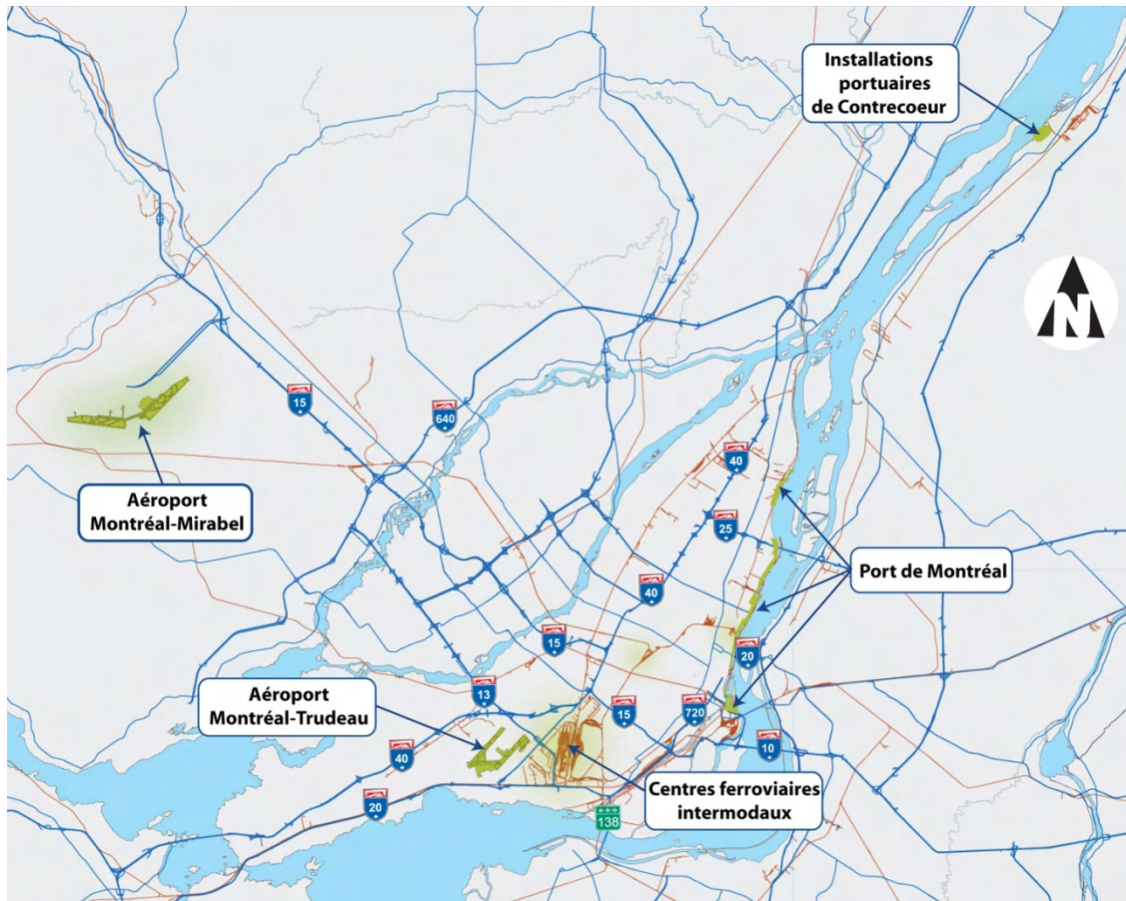 Installations
portuaires
de Contrecoeur
N
15
640
Aéroport
Montréal-Mirabel
40
25
Port de Montréal
40
15
20
Aéroport
Montréal-Trudeau
13
15
720
10
40
20
Centres ferroviaires
intermodaux
138